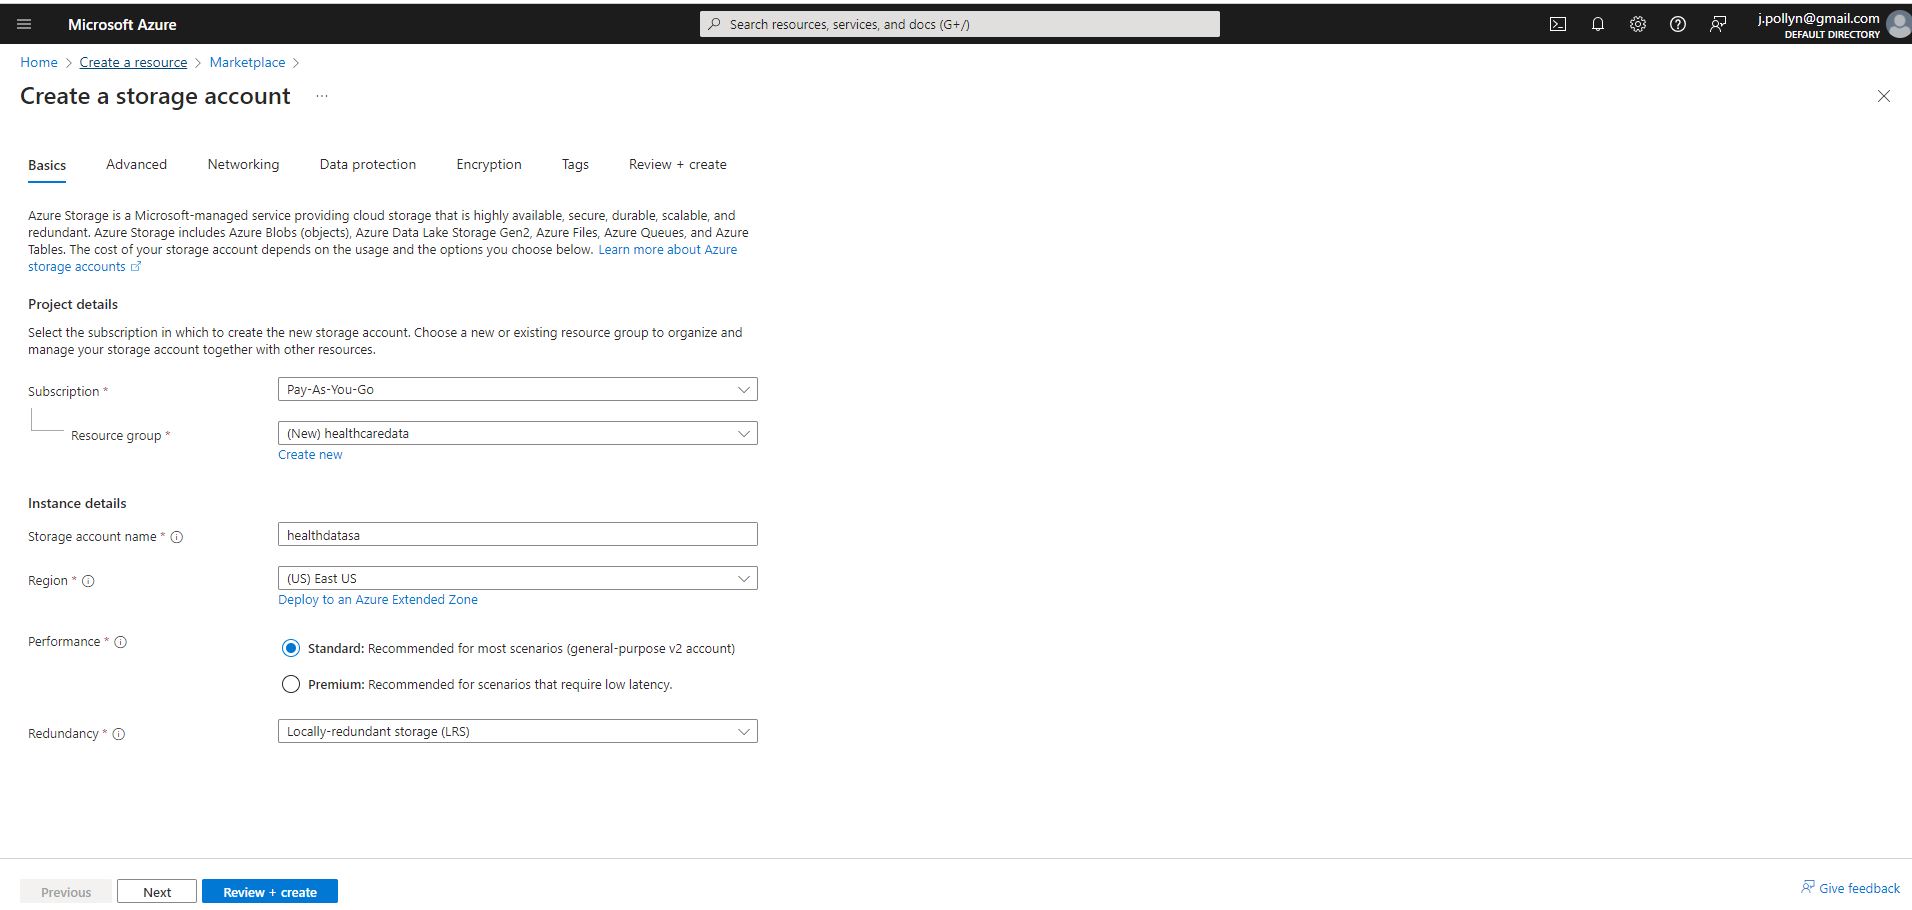 Microsoft Azure
Search resources, services, and docs (G+/)
j.pollyn@gmail.com
DEFAULT DIRECTORY
Home > Create a resource > Marketplace >
Create a storage account ...
Basics Advanced Networking Data protection Encryption Tags Review + create
Azure Storage is a Microsoft-managed service providing cloud storage that is highly available, secure, durable, scalable, and
redundant. Azure Storage includes Azure Blobs (objects), Azure Data Lake Storage Gen2, Azure Files, Azure Queues, and Azure
Tables. The cost of your storage account depends on the usage and the options you choose below. Learn more about Azure
storage accounts
Project details
Select the subscription in which to create the new storage account. Choose a new or existing resource group to organize and
manage your storage account together with other resources.
Subscription * Pay-As-You-Go
Resource group * (New) healthcaredata
Create new
Instance details
Storage account name * healthdatasa
Region * (US) East US
Deploy to an Azure Extended Zone
Performance *
Standard: Recommended for most scenarios (general-purpose v2 account)
Premium: Recommended for scenarios that require low latency.
Redundancy * Locally-redundant storage (LRS)
Previous Next Review + create
Give feedback